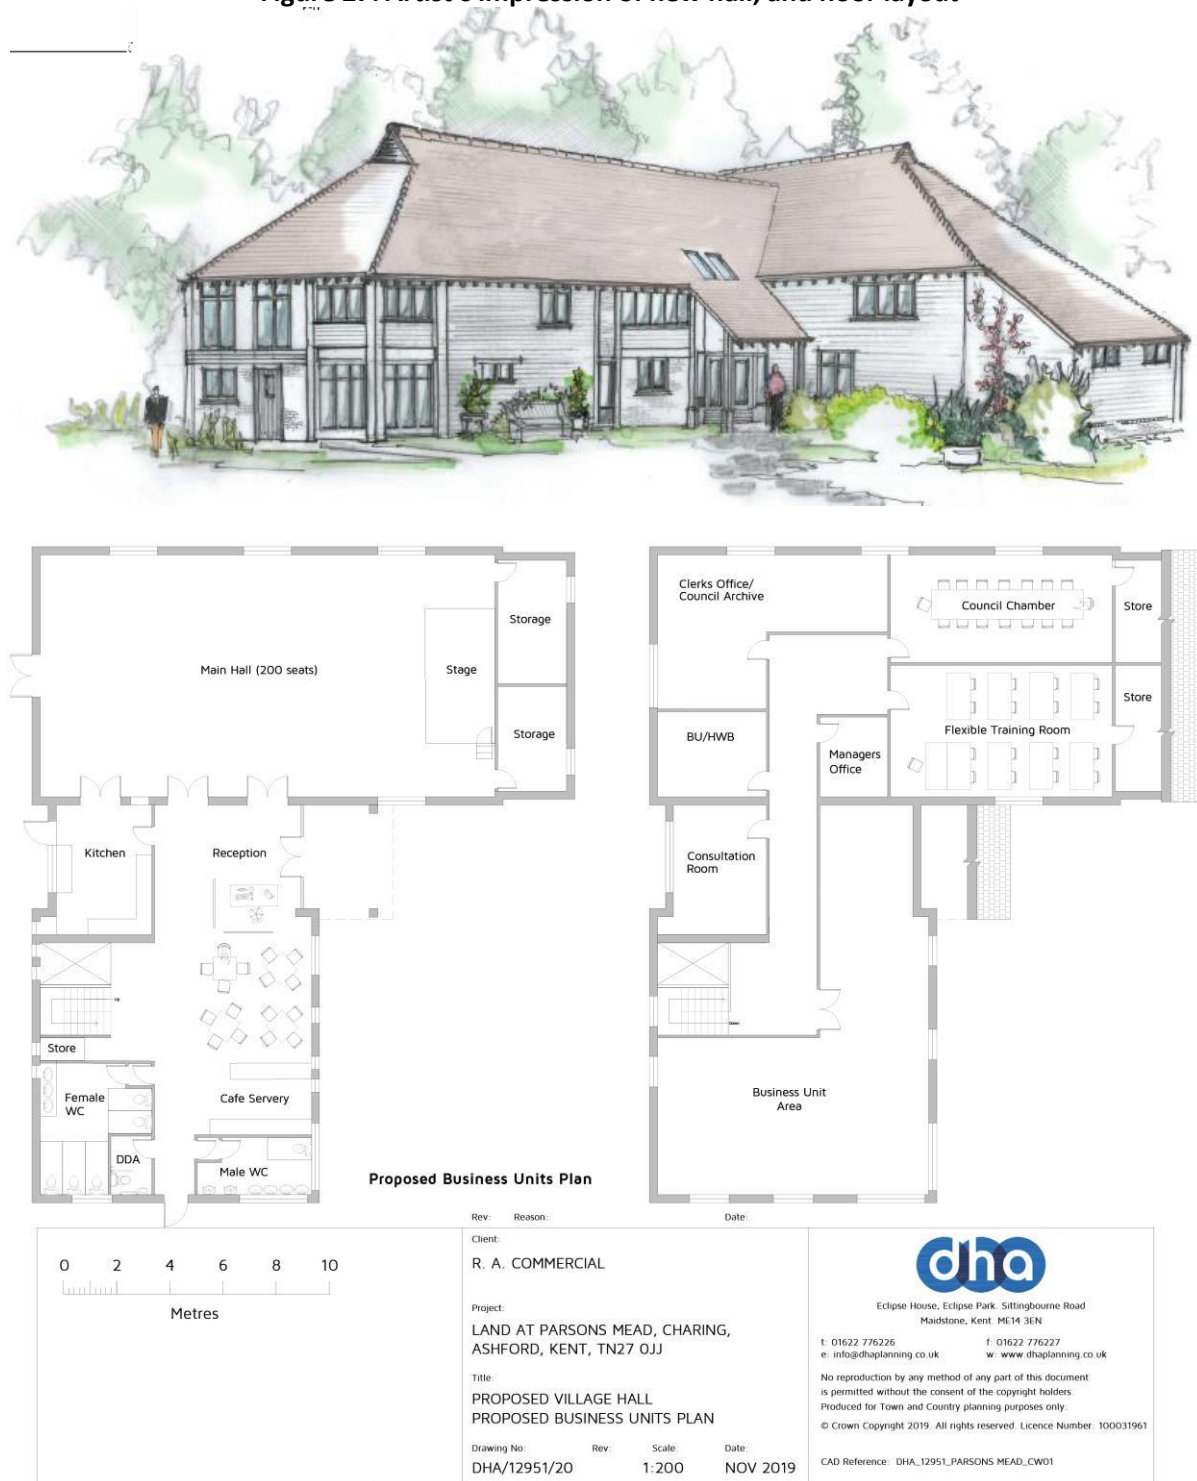 Storage
Main Hall (200 seats)
Stage
Storage
Kitchen
Reception
Store
Female
WC
Cafe Servery
DDA
Male WC
Clerks Office/
Council Archive
Council Chamber
Store
Store
Flexible Training Room
BU/HWB
Managers
Office
Consultation
Room
Down
Business Unit
Area
Proposed Business Units Plan
Rev: Reason: Date:
0 2 4 6 8 10
Metres
Client:
R. A. COMMERCIAL
Project:
LAND AT PARSONS MEAD, CHARING,
ASHFORD, KENT, TN27 0JJ
Title:
PROPOSED VILLAGE HALL
PROPOSED BUSINESS UNITS PLAN
Drawing No: Rev: Scale: Date:
DHA/12951/20 1:200 NOV 2019
dha
Eclipse House, Eclipse Park. Sittingbourne Road
Maidstone, Kent. ME14 3EN
t: 01622 776226 f: 01622 776227
e: info@dhaplanning.co.uk w: www.dhaplanning.co.uk
No reproduction by any method of any part of this document
is permitted without the consent of the copyright holders.
Produced for Town and Country planning purposes only.
© Crown Copyright 2019. All rights reserved. Licence Number: 100031961
CAD Reference: DHA_12951_PARSONS MEAD_CW01